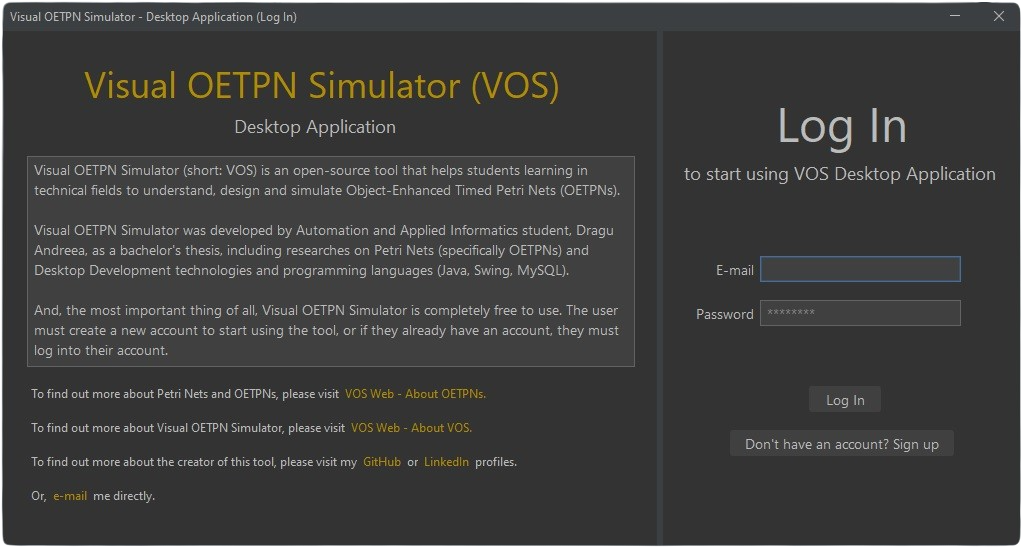 Visual OETPN Simulator - Desktop Application (Log In)
Visual OETPN Simulator (VOS)
Desktop Application
Visual OETPN Simulator (short: VOS) is an open-source tool that helps students learning in
technical fields to understand, design and simulate Object-Enhanced Timed Petri Nets (OETPNs).
Visual OETPN Simulator was developed by Automation and Applied Informatics student, Dragu
Andreea, as a bachelor's thesis, including researches on Petri Nets (specifically OETPNs) and
Desktop Development technologies and programming languages (Java, Swing, MySQL).
And, the most important thing of all, Visual OETPN Simulator is completely free to use. The user
must create a new account to start using the tool, or if they already have an account, they must
log into their account.
To find out more about Petri Nets and OETPNs, please visit VOS Web - About OETPNs.
To find out more about Visual OETPN Simulator, please visit VOS Web - About VOS.
To find out more about the creator of this tool, please visit my GitHub or LinkedIn profiles.
Or, e-mail me directly.
Log In
to start using VOS Desktop Application
E-mail
Password ********
Log In
Don't have an account? Sign up